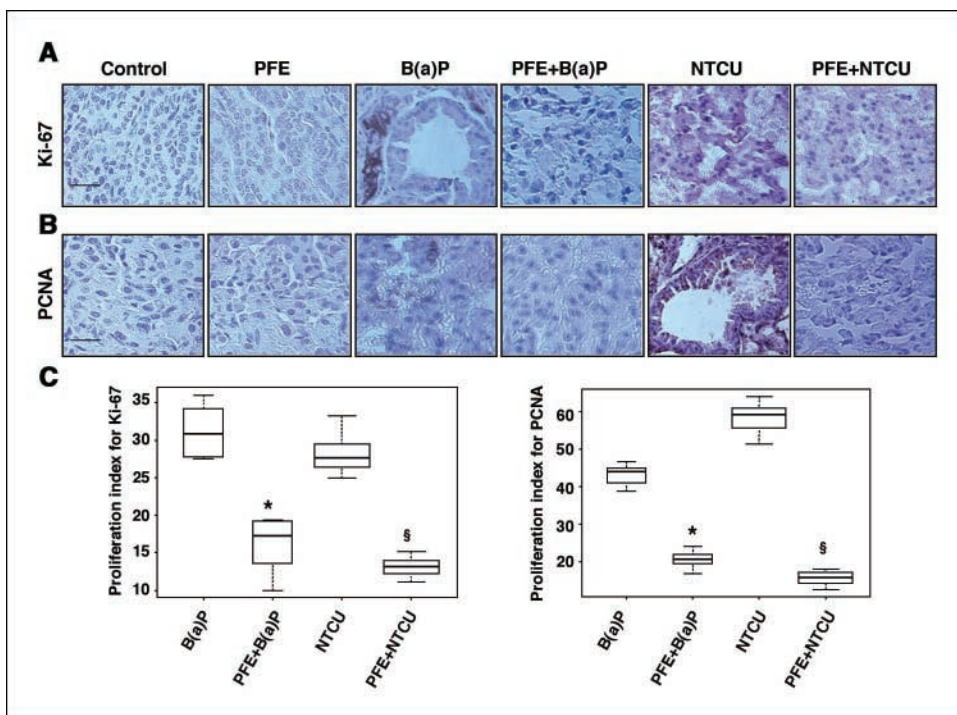 A
Control PFE B(a)P PFE+B(a)P NTCU PFE+NTCU
Ki-67
B
PCNA
C
Proliferation index for Ki-67
35
30
25
20
15
10
*
§
B(a)P PFE+B(a)P NTCU PFE+NTCU
Proliferation index for PCNA
60
50
40
30
20
*
§
B(a)P PFE+B(a)P NTCU PFE+NTCU